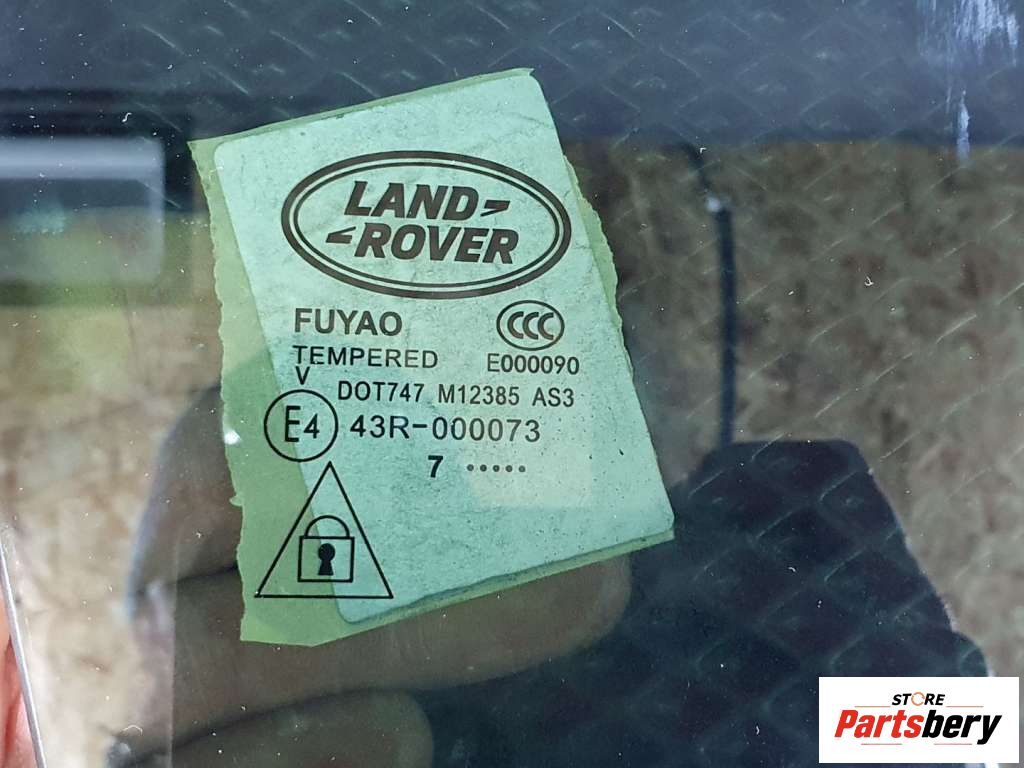 LAND
ROVER
FUYAO
CCC
TEMPERED
E000090
V
DOT747 M12385 AS3
E4
43R-000073
7 •••••
STORE
Partsbery